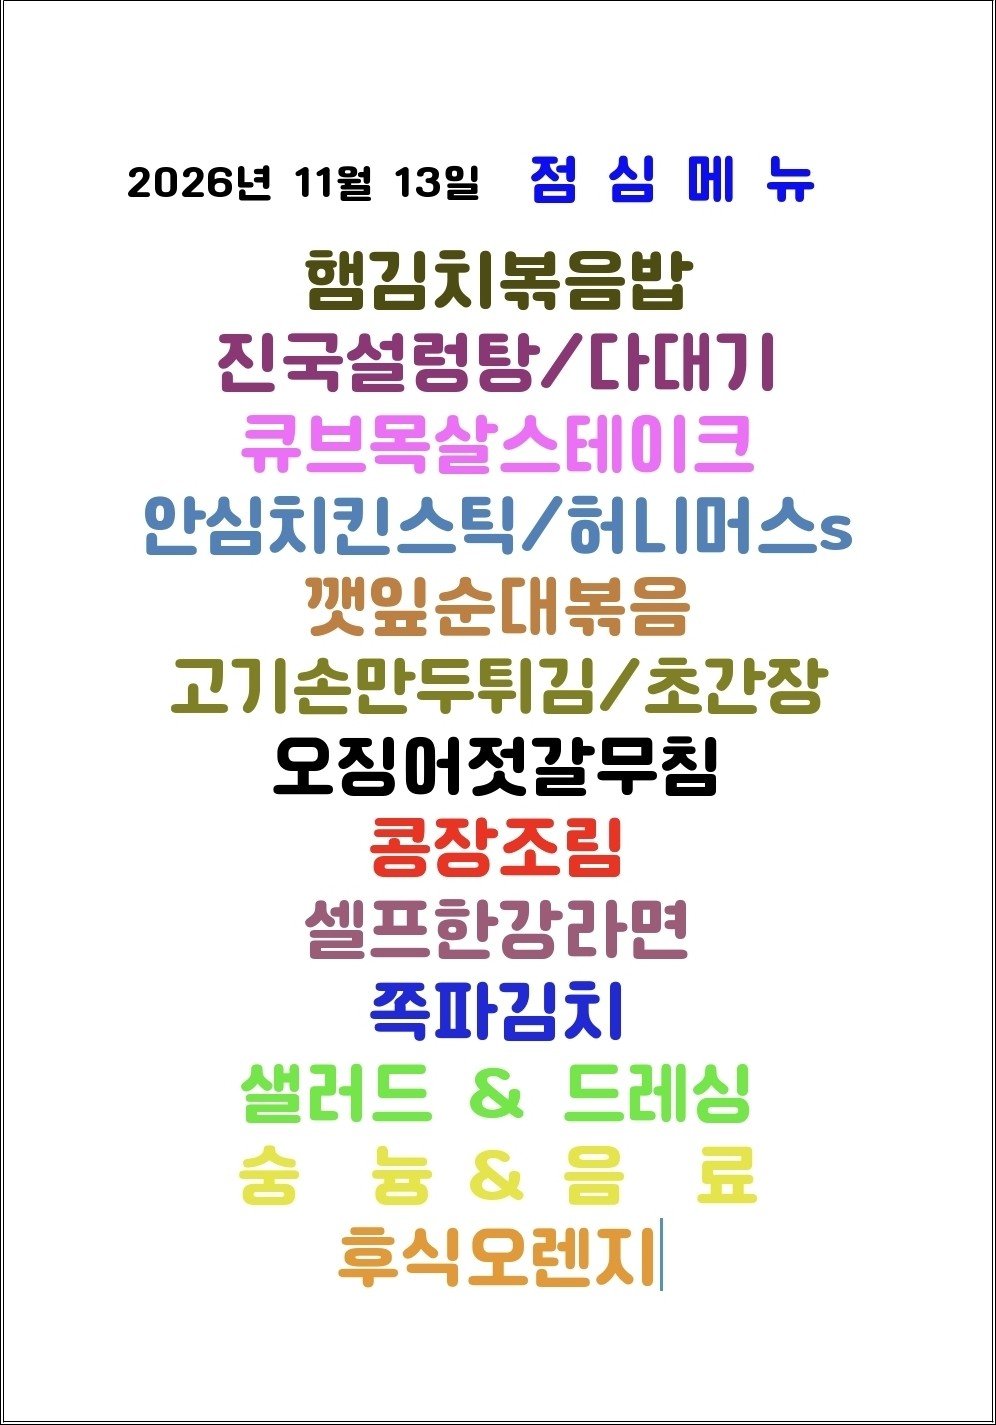 2026년 11월 13일 점 심 메 뉴
햄김치볶음밥
진국설렁탕/다대기
큐브목살스테이크
안심치킨스틱/허니머스s
깻잎순대볶음
고기손만두튀김/초간장
오징어젓갈무침
콩장조림
셀프한강라면
쪽파김치
샐러드 & 드레싱
숭 늉 & 음 료
후식오렌지